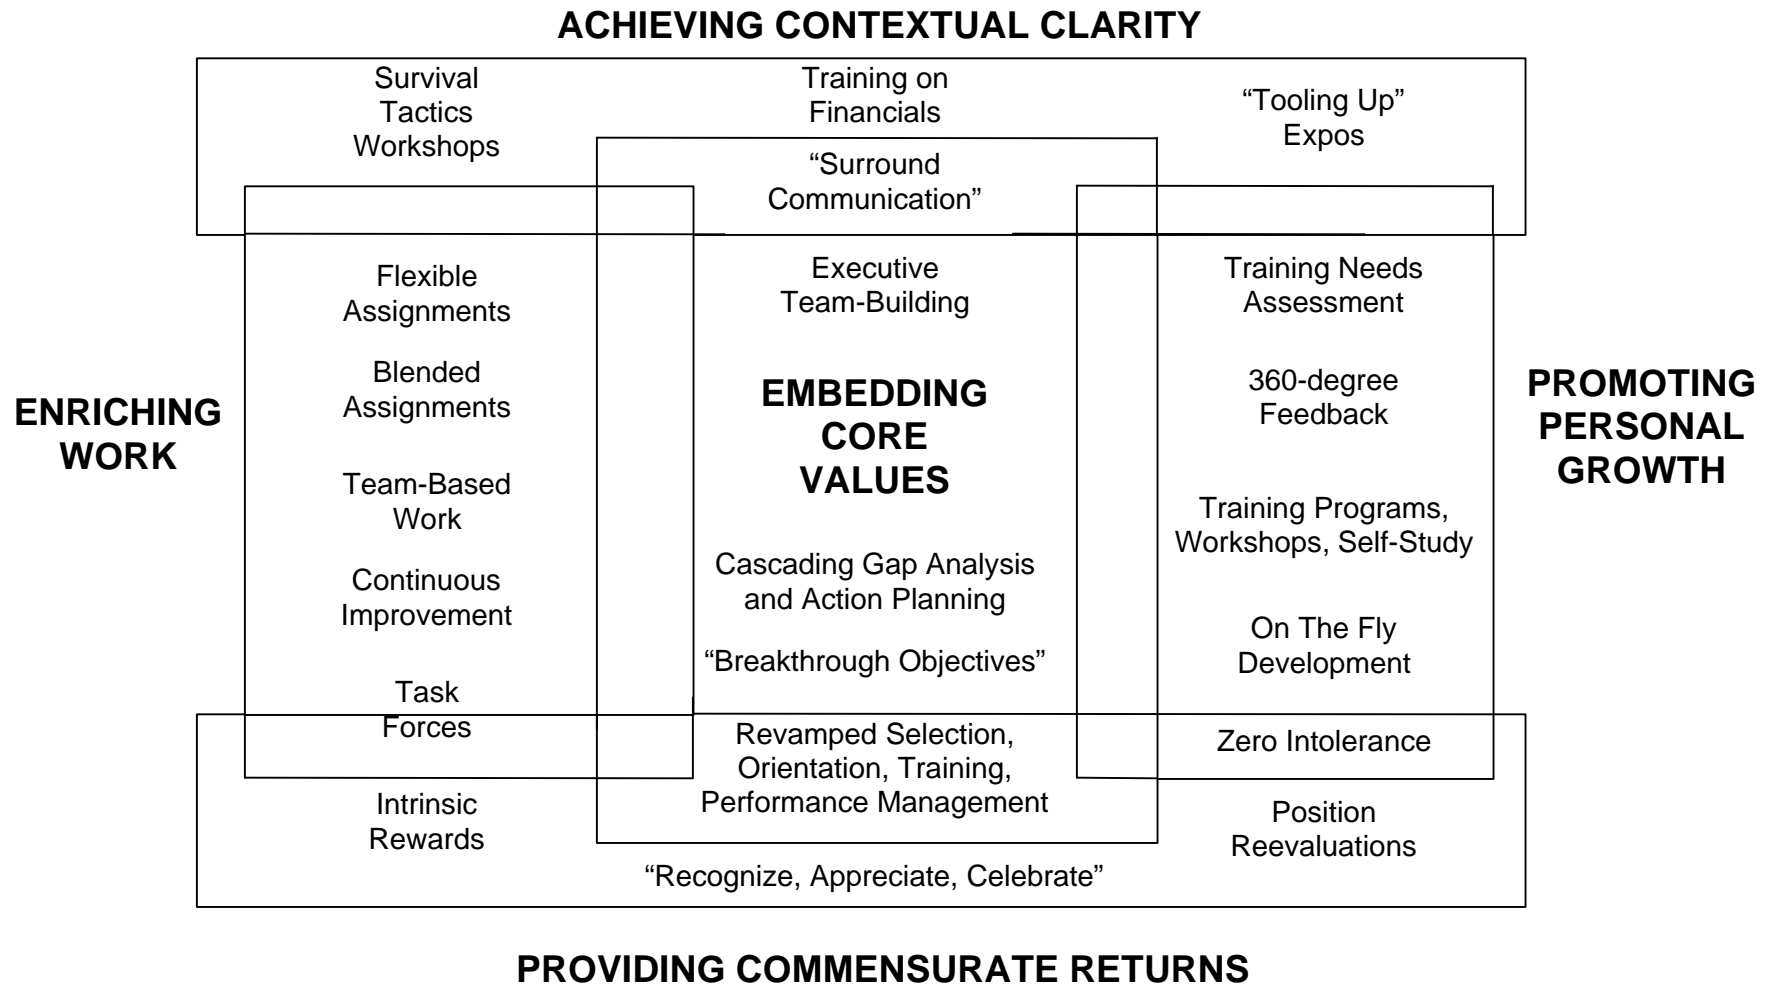 ACHIEVING CONTEXTUAL CLARITY
Survival
Tactics
Workshops
Training on
Financials
“Tooling Up”
Expos
“Surround
Communication”
ENRICHING
WORK
Flexible
Assignments
Blended
Assignments
Team-Based
Work
Continuous
Improvement
Task
Forces
Executive
Team-Building
EMBEDDING
CORE
VALUES
Cascading Gap Analysis
and Action Planning
“Breakthrough Objectives”
Revamped Selection,
Orientation, Training,
Performance Management
Training Needs
Assessment
360-degree
Feedback
Training Programs,
Workshops, Self-Study
On The Fly
Development
Zero Intolerance
PROMOTING
PERSONAL
GROWTH
Intrinsic
Rewards
“Recognize, Appreciate, Celebrate”
Position
Reevaluations
PROVIDING COMMENSURATE RETURNS